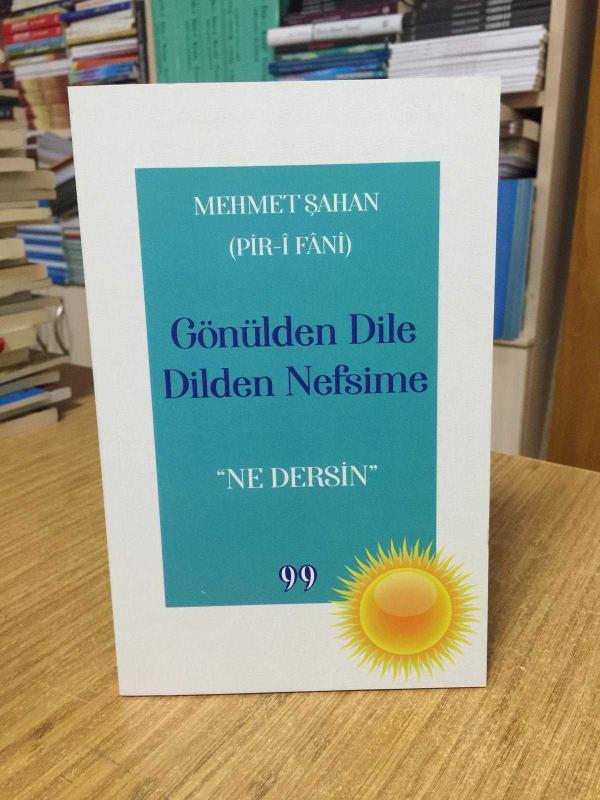 MEHMET ŞAHAN
(PİR-Î FÂNİ)
Gönülden Dile
Dilden Nefsime
“NE DERSİN”
99